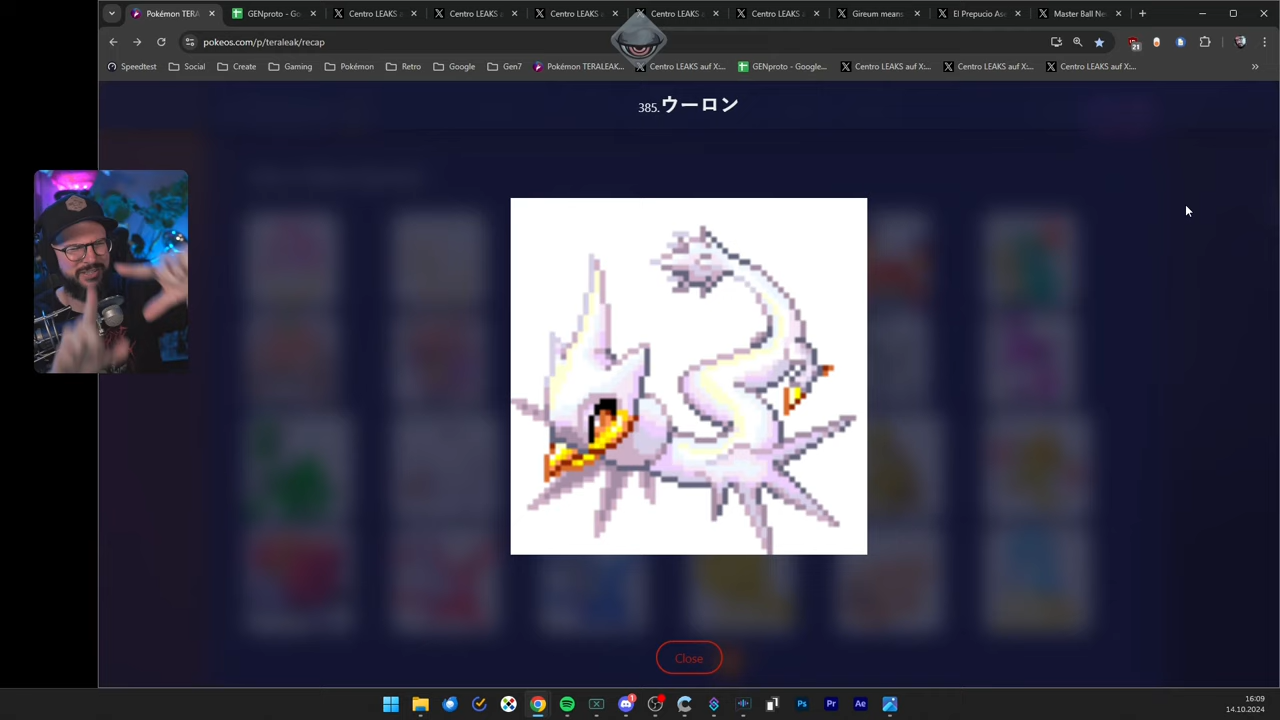 Pokémon TERA
GENproto - Go
Centro LEAKS
Centro LEAKS
Centro LEAKS
Centro LEAKS
Centro LEAKS
Gireum means
El Prepucio Ase
Master Ball Ne
pokeos.com/p/teraleak/recap
21
Speedtest
Social
Create
Gaming
Pokémon
Retro
Google
Gen7
Pokémon TERALEAK...
Centro LEAKS auf X:...
GENproto - Google...
Centro LEAKS auf X:...
Centro LEAKS auf X:...
Centro LEAKS auf X:...
385.ウーロン
Close
1
16:09
14.10.2024